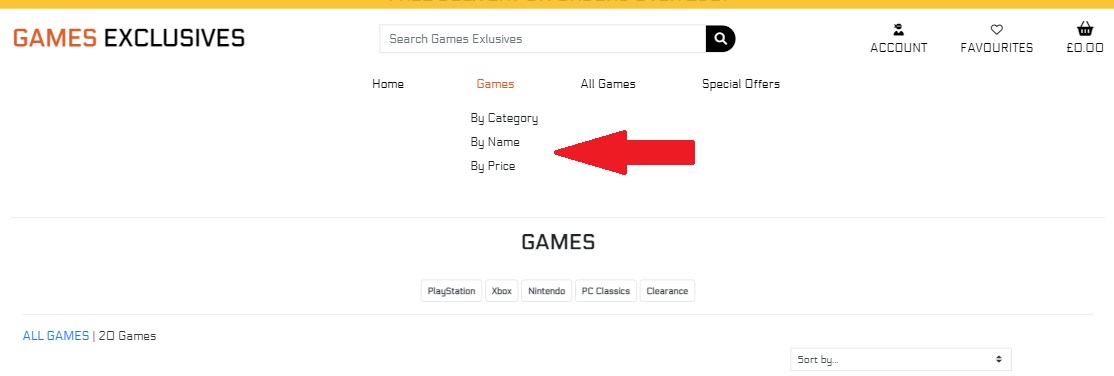 GAMES EXCLUSIVES
Search Games Exlusives
ACCOUNT
FAVOURITES
£0.00
Home
Games
All Games
Special Offers
By Category
By Name
By Price
GAMES
PlayStation
Xbox
Nintendo
PC Classics
Clearance
ALL GAMES | 20 Games
Sort by...